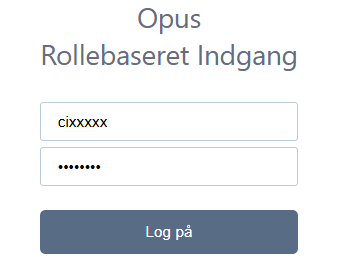 Opus
Rollebaseret Indgang
cixxxxx
••••••••
Log på